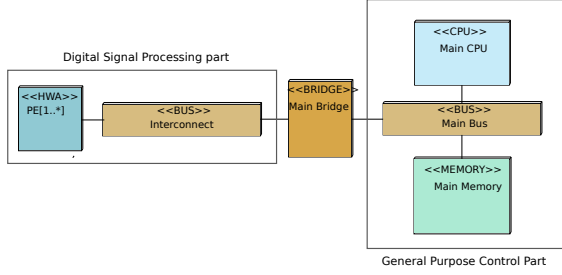 Digital Signal Processing part
<<HWA>>
PE[1..*]
<<BUS>>
Interconnect
<<BRIDGE>>
Main Bridge
<<CPU>>
Main CPU
<<BUS>>
Main Bus
<<MEMORY>>
Main Memory
General Purpose Control Part